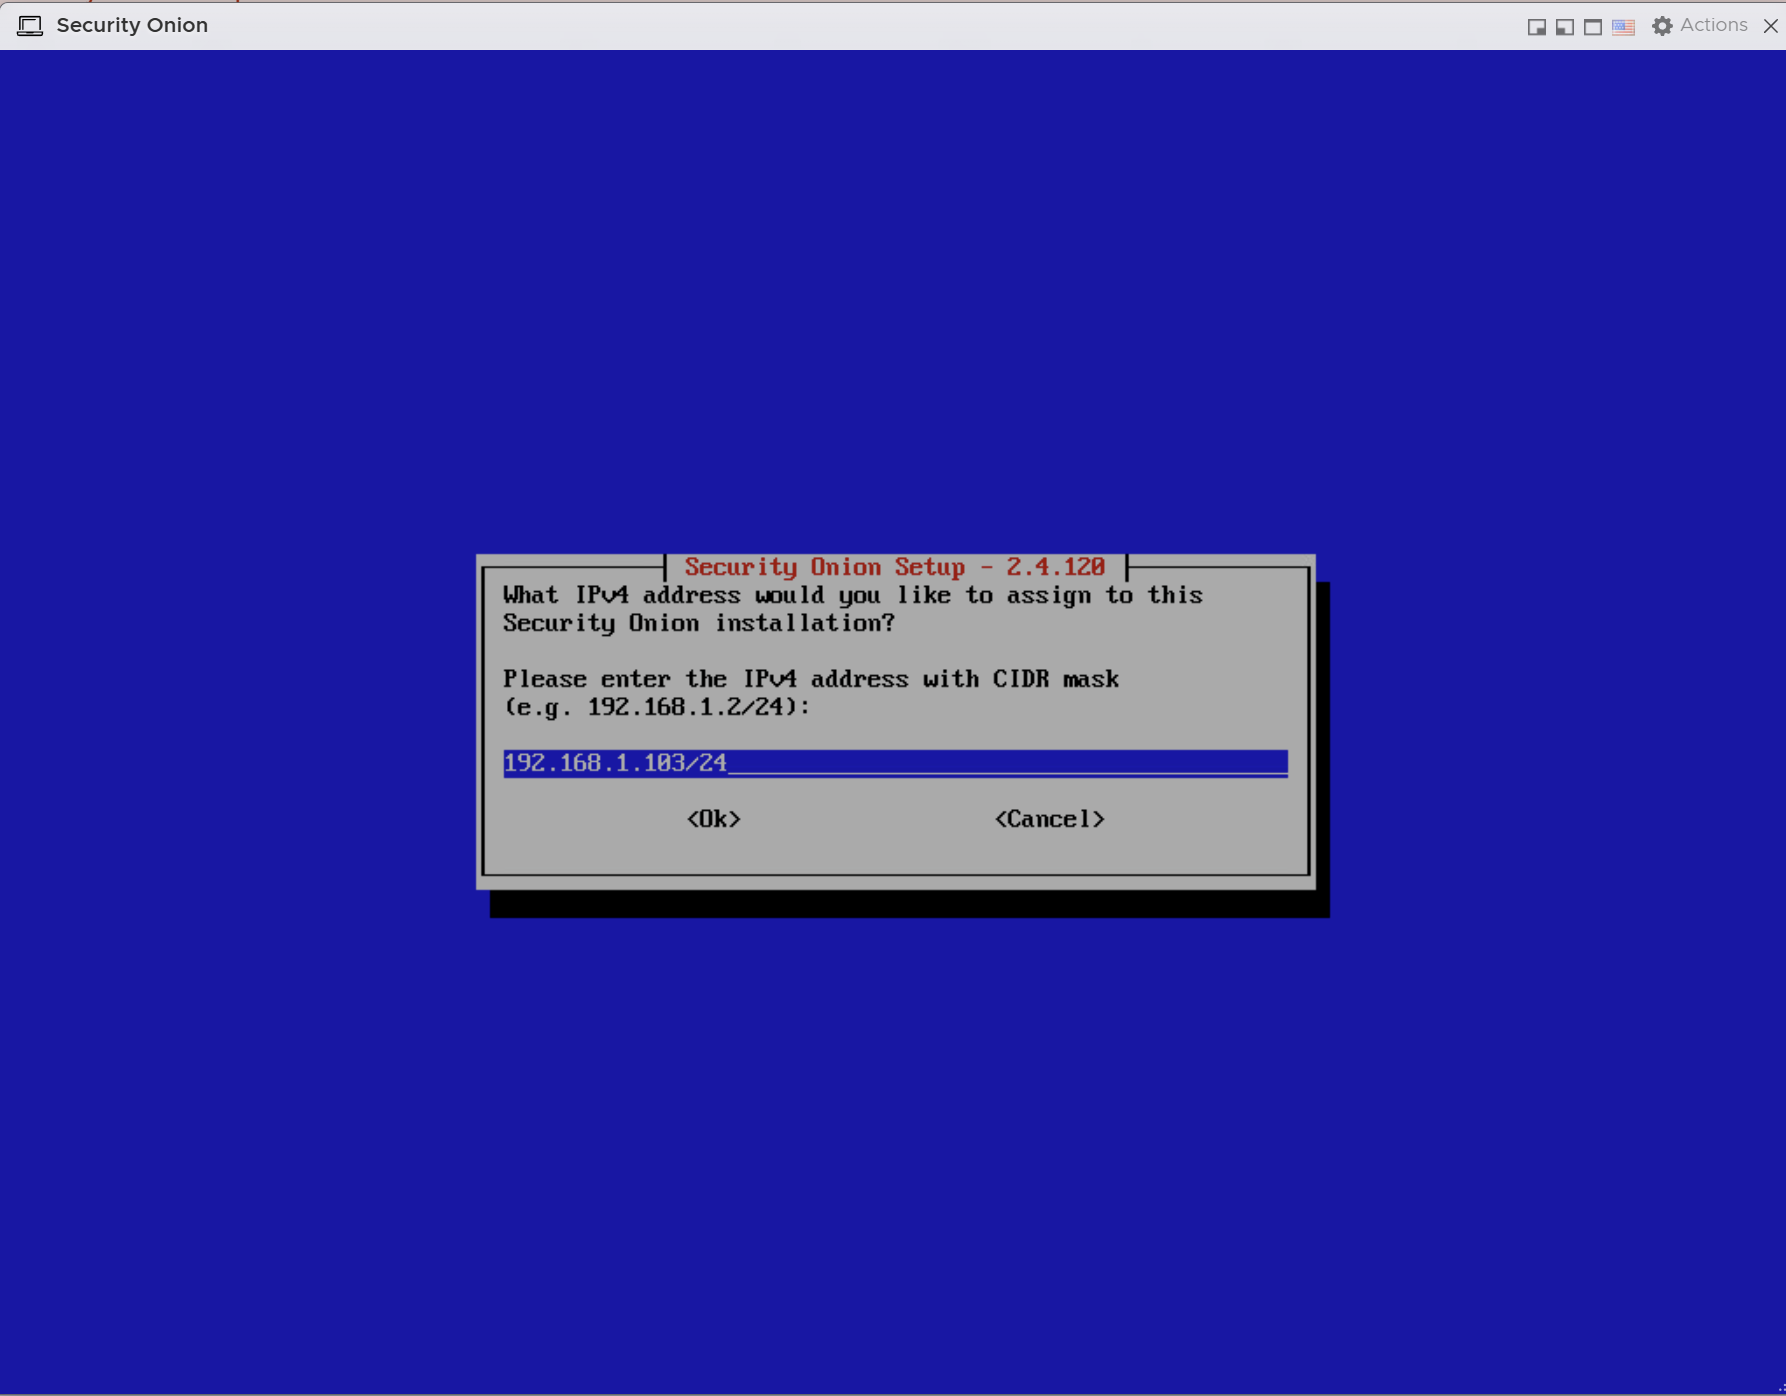 Security Onion
Actions
Security Onion Setup - 2.4.120
What IPv4 address would you like to assign to this
Security Onion installation?
Please enter the IPv4 address with CIDR mask
(e.g. 192.168.1.2/24):
192.168.1.103/24
<Ok> <Cancel>